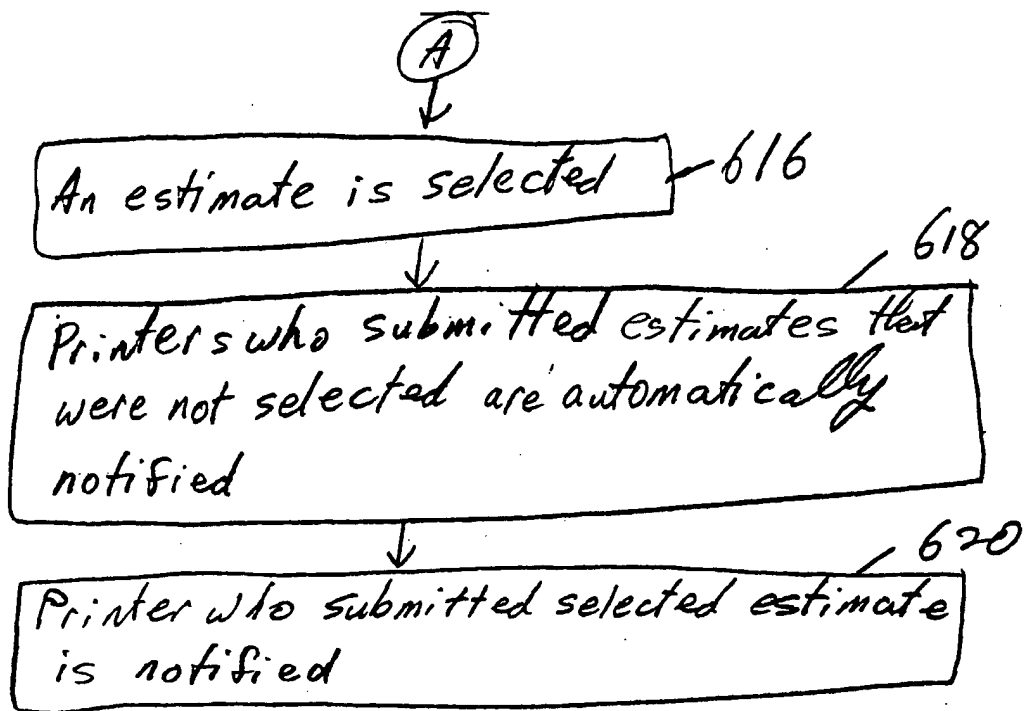 A
An estimate is selected
616
618
Printers who submitted estimates that
were not selected are automatically
notified
620
Printer who submitted selected estimate
is notified